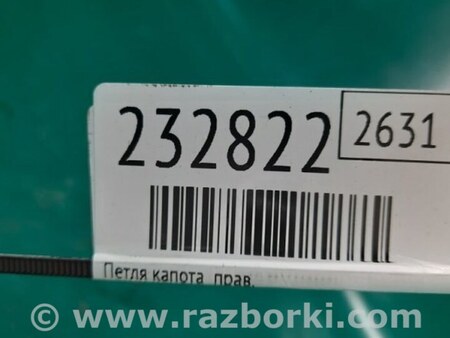 232822 2631
Петля капота прав.
© www.razborki.com